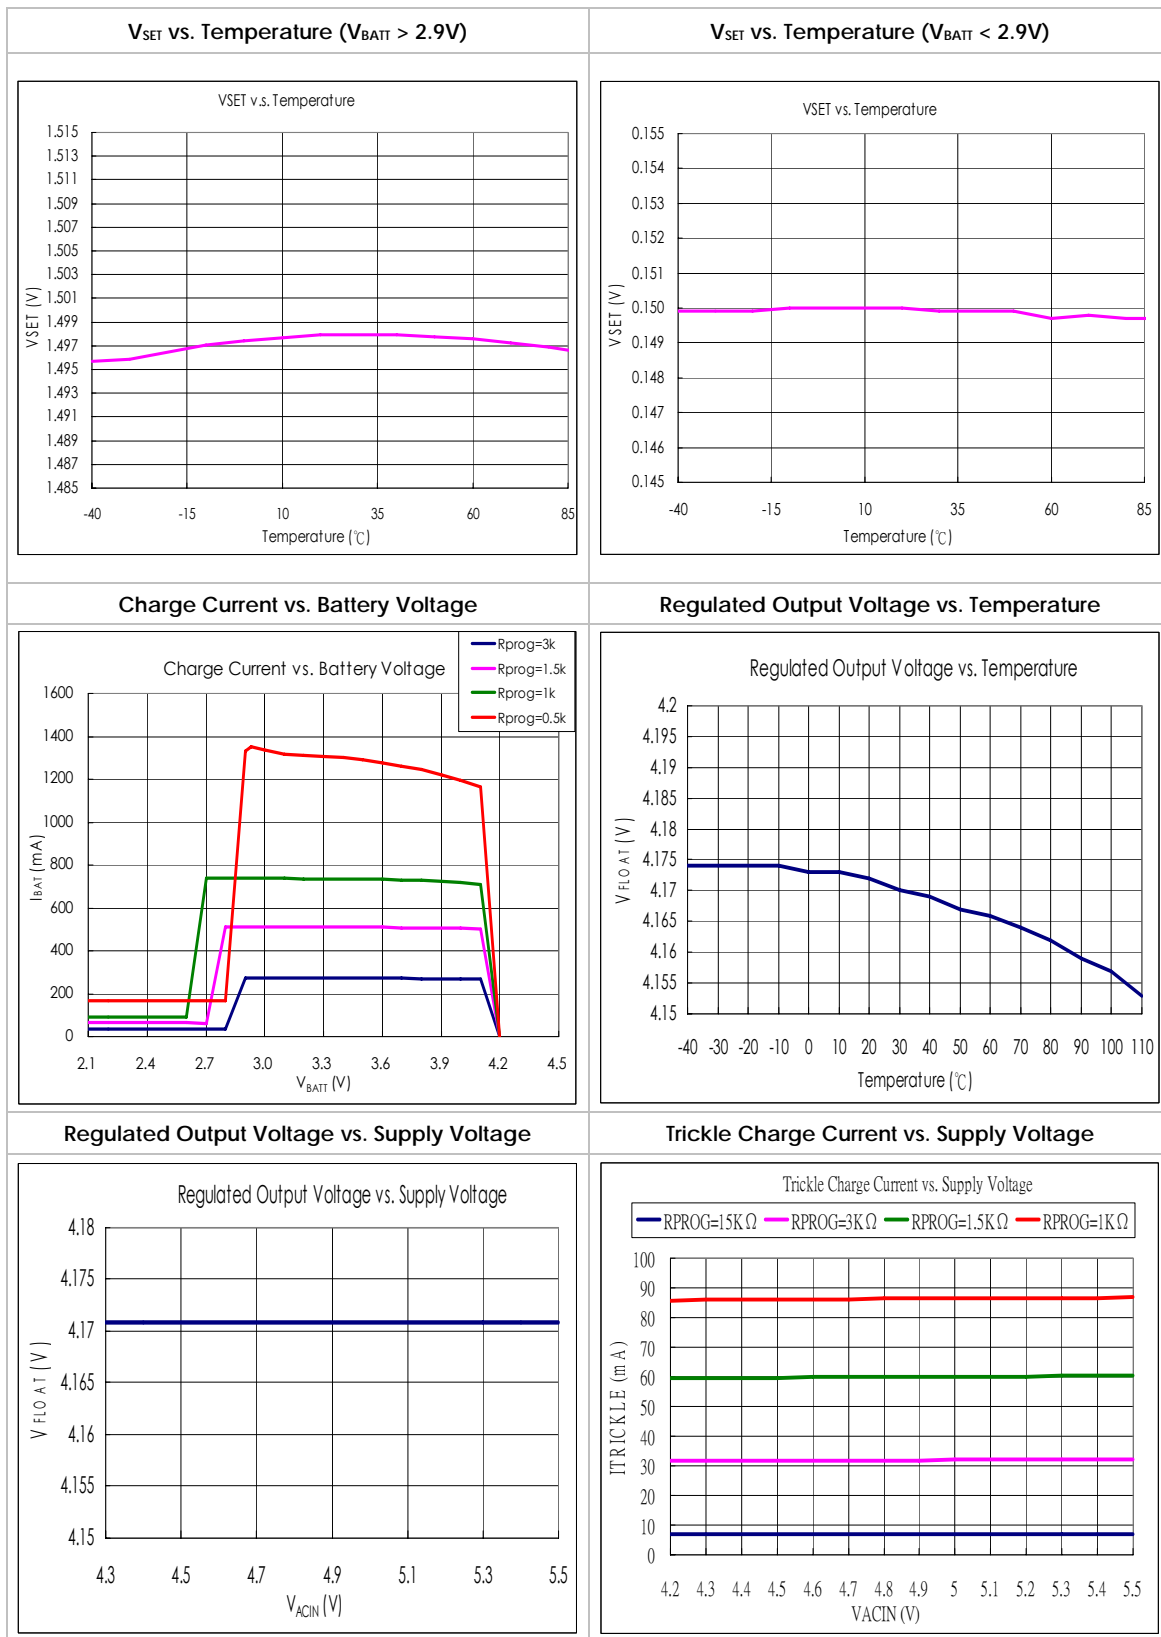 VSET vs. Temperature (VBATT > 2.9V)
VSET vs. Temperature (VBATT < 2.9V)
VSET v.s. Temperature
1.515
1.513
1.511
1.509
1.507
1.505
1.503
1.501
1.499
1.497
1.495
1.493
1.491
1.489
1.487
1.485
VSET (V)
-40 -15 10 35 60 85
Temperature (℃)
VSET vs. Temperature
0.155
0.154
0.153
0.152
0.151
0.150
0.149
0.148
0.147
0.146
0.145
VSET (V)
-40 -15 10 35 60 85
Temperature (℃)
Charge Current vs. Battery Voltage
Regulated Output Voltage vs. Temperature
Charge Current vs. Battery Voltage
Rprog=3k
Rprog=1.5k
Rprog=1k
Rprog=0.5k
1600
1400
1200
1000
800
600
400
200
0
IBAT (mA)
2.1 2.4 2.7 3.0 3.3 3.6 3.9 4.2 4.5
VBATT (V)
Regulated Output Voltage vs. Temperature
4.2
4.195
4.19
4.185
4.18
4.175
4.17
4.165
4.16
4.155
4.15
V FLOAT (V)
-40 -30 -20 -10 0 10 20 30 40 50 60 70 80 90 100 110
Temperature (℃)
Regulated Output Voltage vs. Supply Voltage
Trickle Charge Current vs. Supply Voltage
Regulated Output Voltage vs. Supply Voltage
4.18
4.175
4.17
4.165
4.16
4.155
4.15
V FLOAT (V)
4.3 4.5 4.7 4.9 5.1 5.3 5.5
VACIN (V)
Trickle Charge Current vs. Supply Voltage
RPROG=15KΩ RPROG=3KΩ RPROG=1.5KΩ RPROG=1KΩ
100
90
80
70
60
50
40
30
20
10
0
ITRICKLE (mA)
4.2 4.3 4.4 4.5 4.6 4.7 4.8 4.9 5 5.1 5.2 5.3 5.4 5.5
VACIN (V)